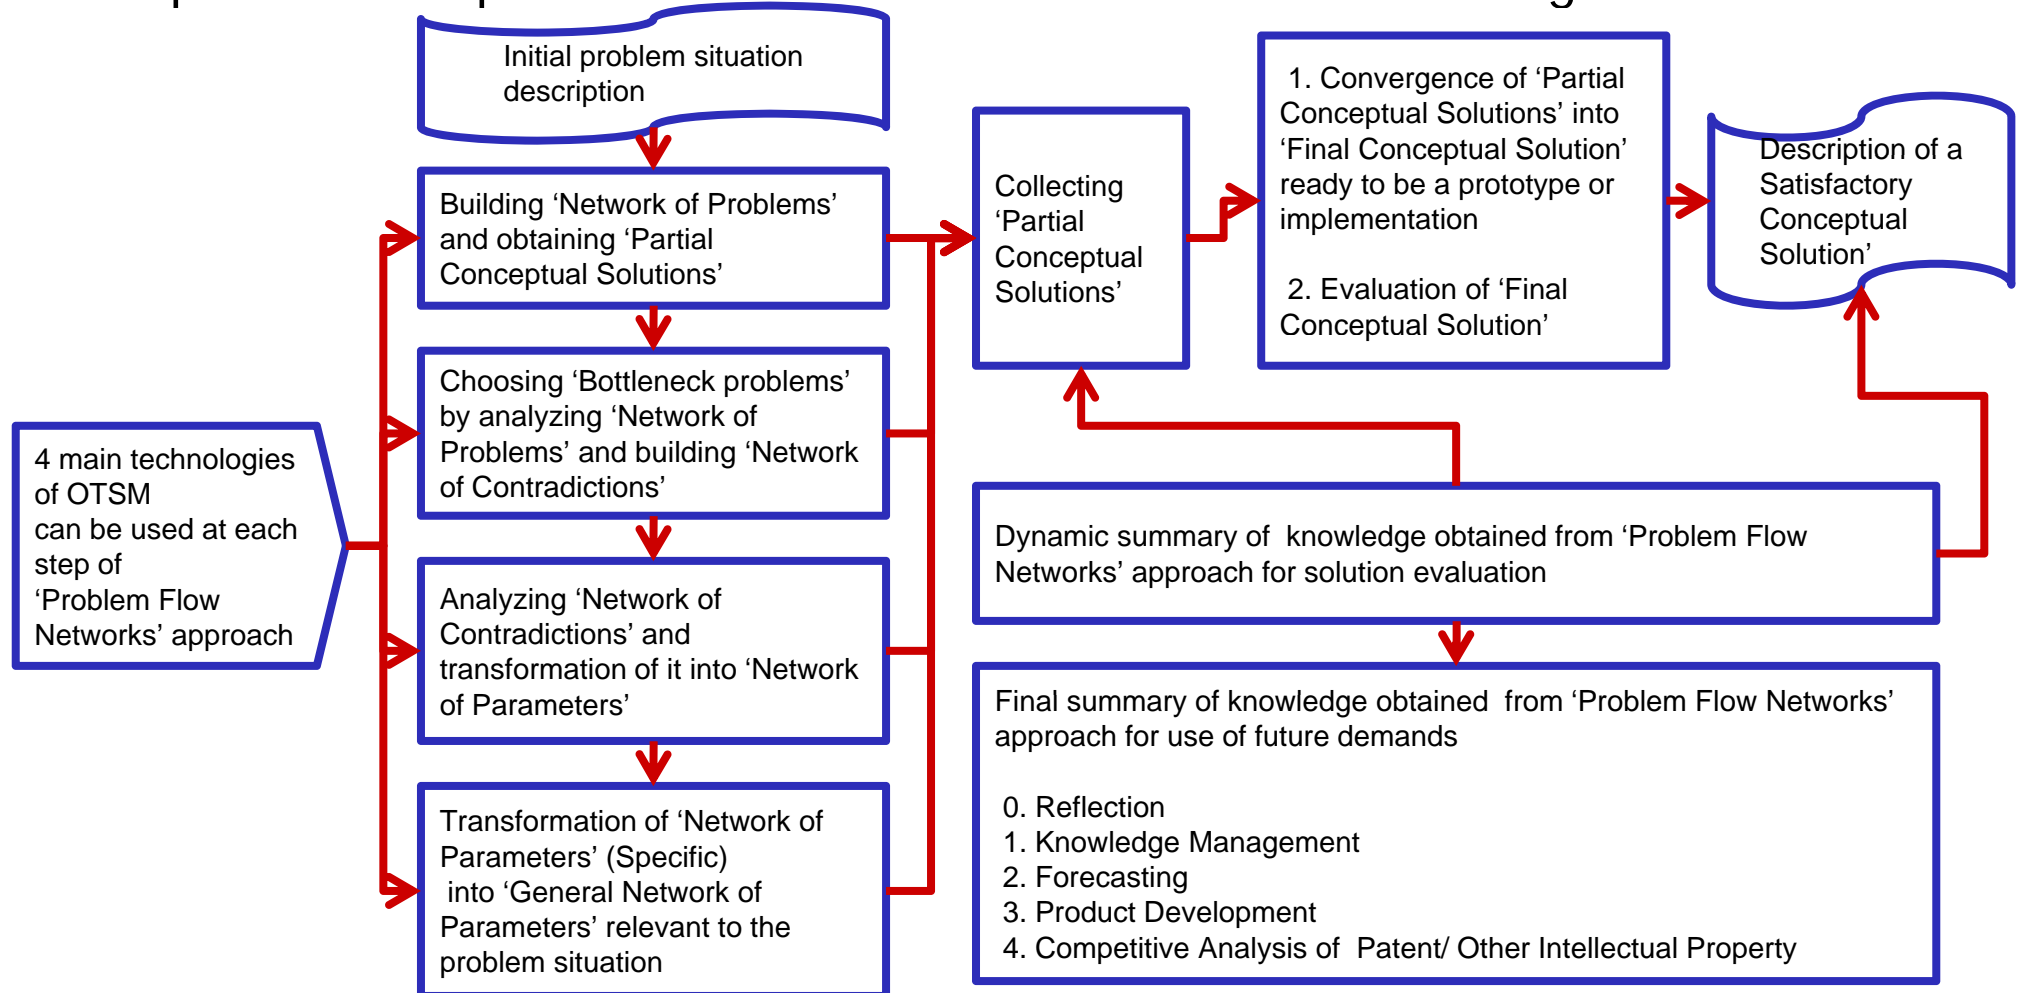 Initial problem situation
description
Building ‘Network of Problems’
and obtaining ‘Partial
Conceptual Solutions’
Choosing ‘Bottleneck problems’
by analyzing ‘Network of
Problems’ and building ‘Network
of Contradictions’
4 main technologies
of OTSM
can be used at each
step of
‘Problem Flow
Networks’ approach
Analyzing ‘Network of
Contradictions’ and
transformation of it into ‘Network
of Parameters’
Transformation of ‘Network of
Parameters’ (Specific)
into ‘General Network of
Parameters’ relevant to the
problem situation
Collecting
‘Partial
Conceptual
Solutions’
1. Convergence of ‘Partial
Conceptual Solutions’ into
‘Final Conceptual Solution’
ready to be a prototype or
implementation
2. Evaluation of ‘Final
Conceptual Solution’
Description of a
Satisfactory
Conceptual
Solution’
Dynamic summary of knowledge obtained from ‘Problem Flow
Networks’ approach for solution evaluation
Final summary of knowledge obtained from ‘Problem Flow Networks’
approach for use of future demands
0. Reflection
1. Knowledge Management
2. Forecasting
3. Product Development
4. Competitive Analysis of Patent/ Other Intellectual Property